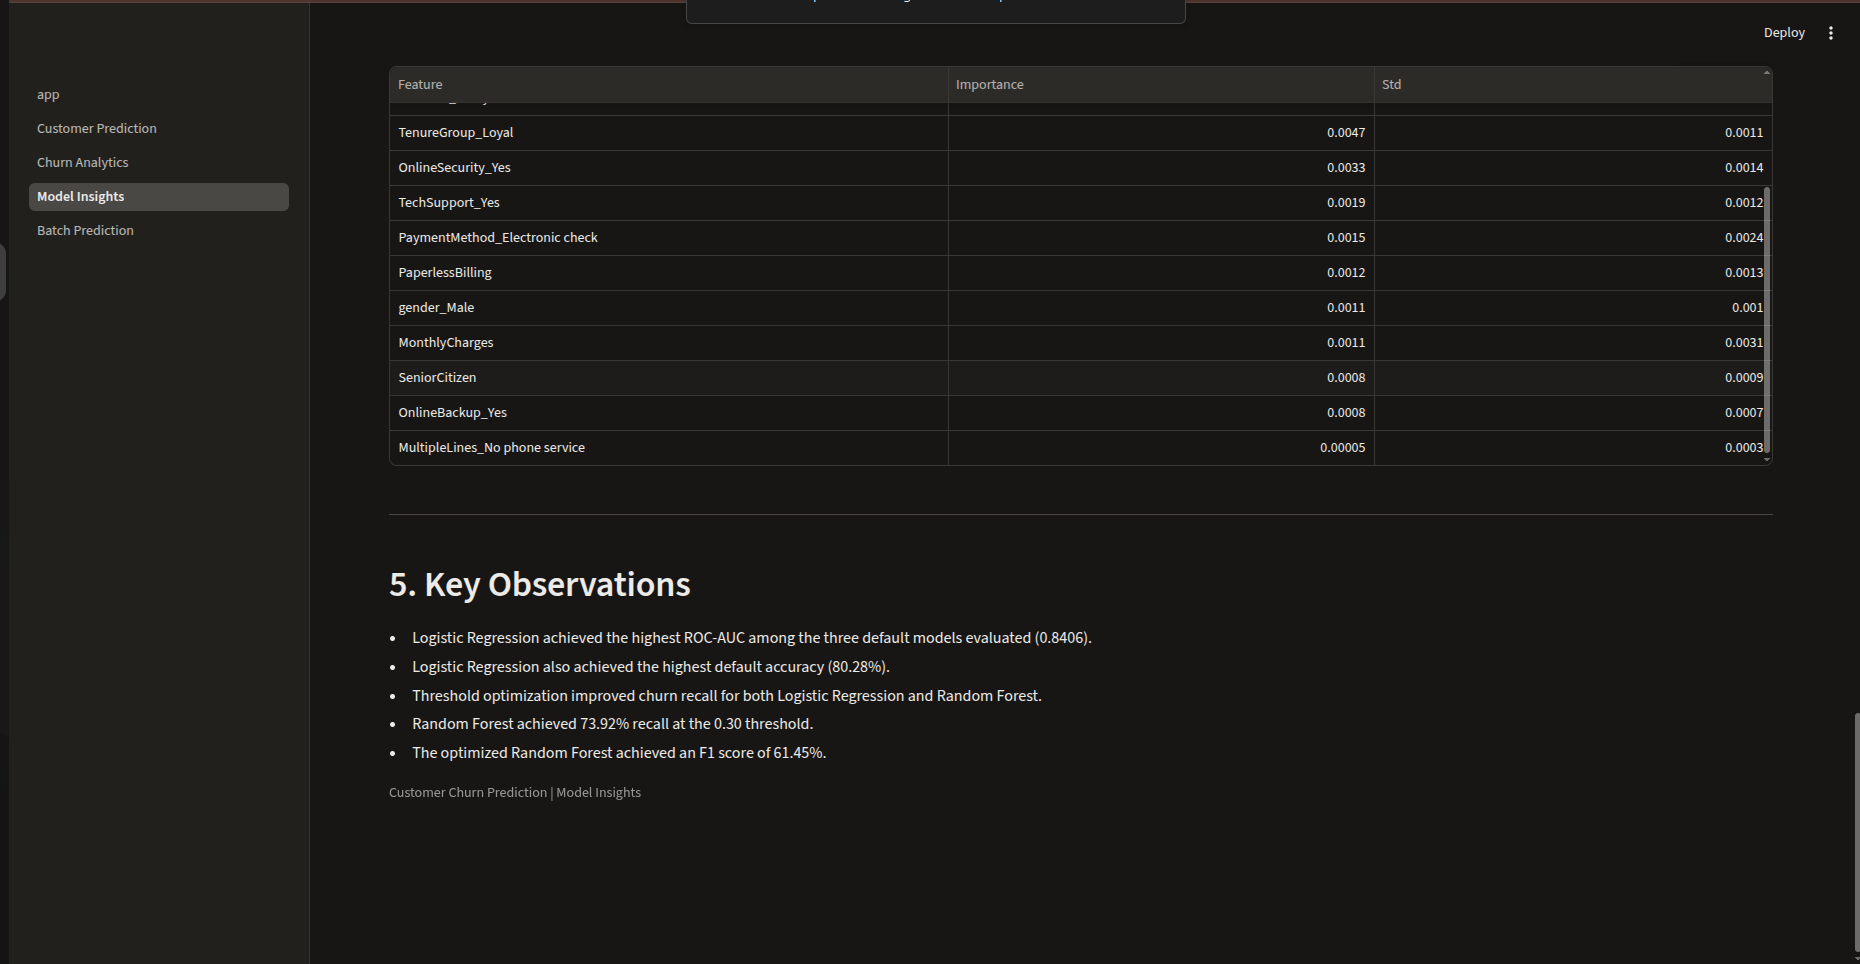 Deploy
app
Customer Prediction
Churn Analytics
Model Insights
Batch Prediction
Feature Importance Std
TenureGroup_Loyal 0.0047 0.0011
OnlineSecurity_Yes 0.0033 0.0014
TechSupport_Yes 0.0019 0.0012
PaymentMethod_Electronic check 0.0015 0.0024
PaperlessBilling 0.0012 0.0013
gender_Male 0.0011 0.001
MonthlyCharges 0.0011 0.0031
SeniorCitizen 0.0008 0.0009
OnlineBackup_Yes 0.0008 0.0007
MultipleLines_No phone service 0.00005 0.0003
5. Key Observations
• Logistic Regression achieved the highest ROC-AUC among the three default models evaluated (0.8406).
• Logistic Regression also achieved the highest default accuracy (80.28%).
• Threshold optimization improved churn recall for both Logistic Regression and Random Forest.
• Random Forest achieved 73.92% recall at the 0.30 threshold.
• The optimized Random Forest achieved an F1 score of 61.45%.
Customer Churn Prediction | Model Insights